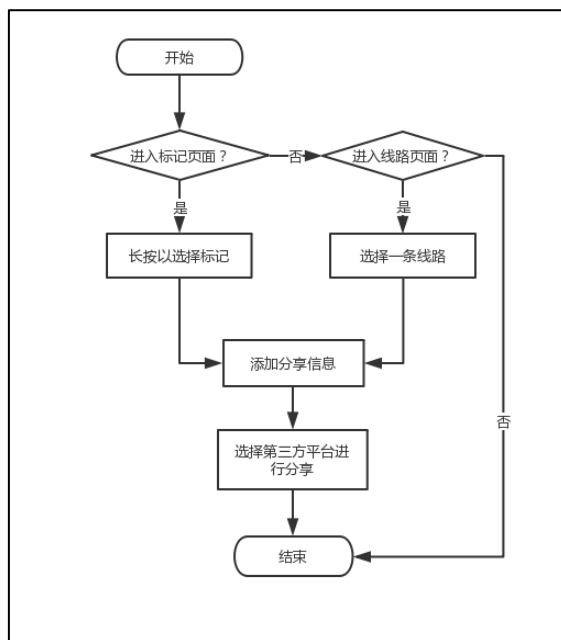 开始
进入标记页面？
否
进入线路页面？
是
是
长按以选择标记
选择一条线路
添加分享信息
否
选择第三方平台进
行分享
结束